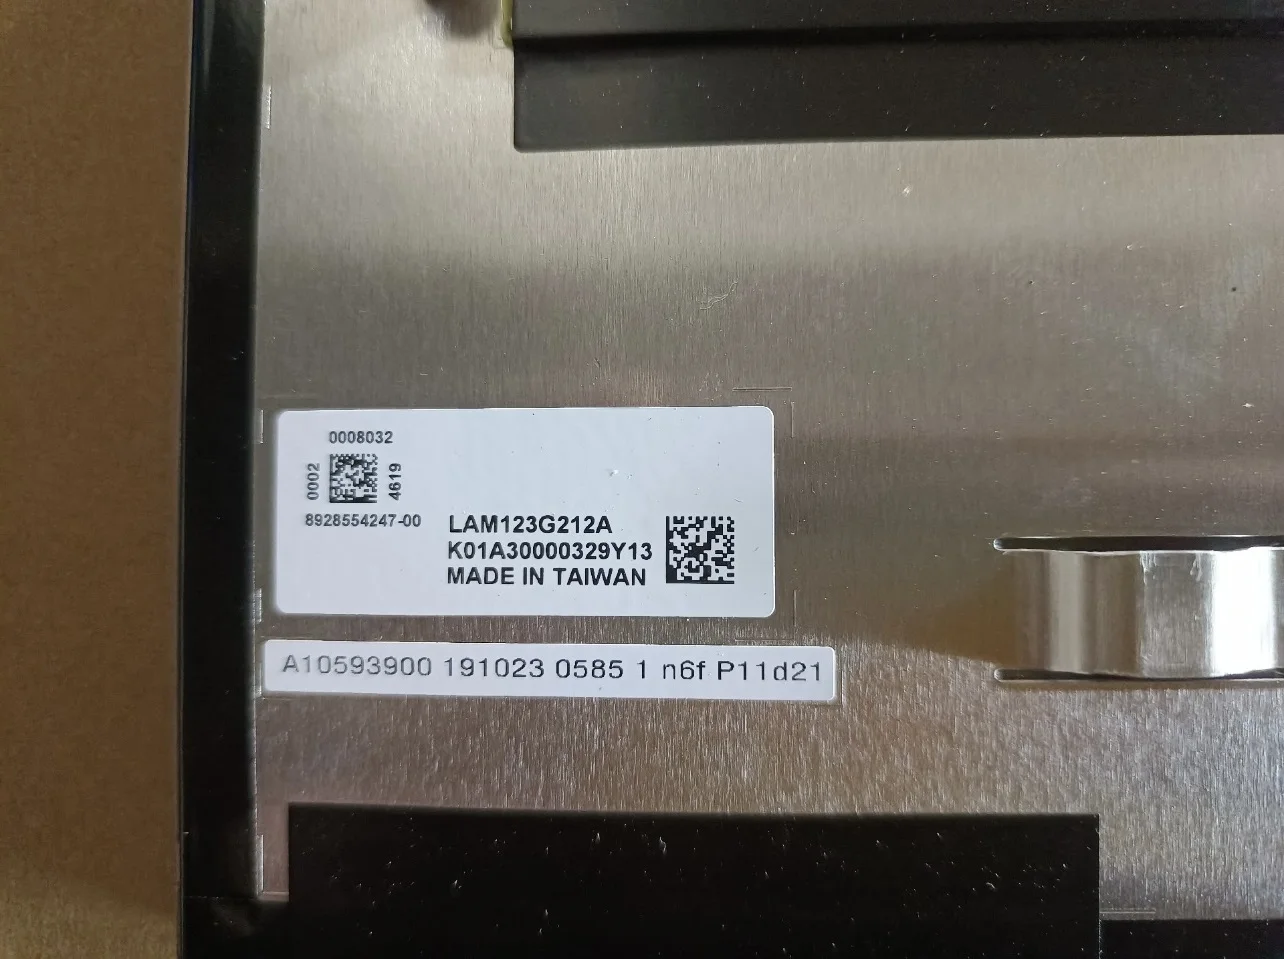 0008032
0002
4619
8928554247-00
LAM123G212A
K01A30000329Y13
MADE IN TAIWAN
A10593900 191023 0585 1 n6f P11d21